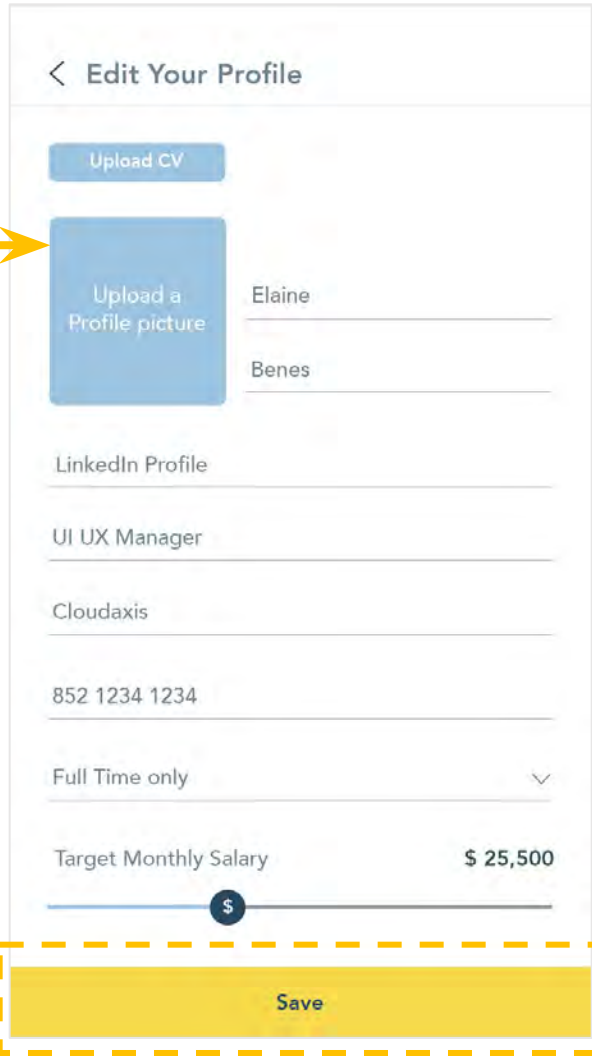 Edit Your Profile
Upload CV
Upload a
Profile picture
Elaine
Benes
LinkedIn Profile
UI UX Manager
Cloudaxis
852 1234 1234
Full Time only
Target Monthly Salary $ 25,500
$
Save